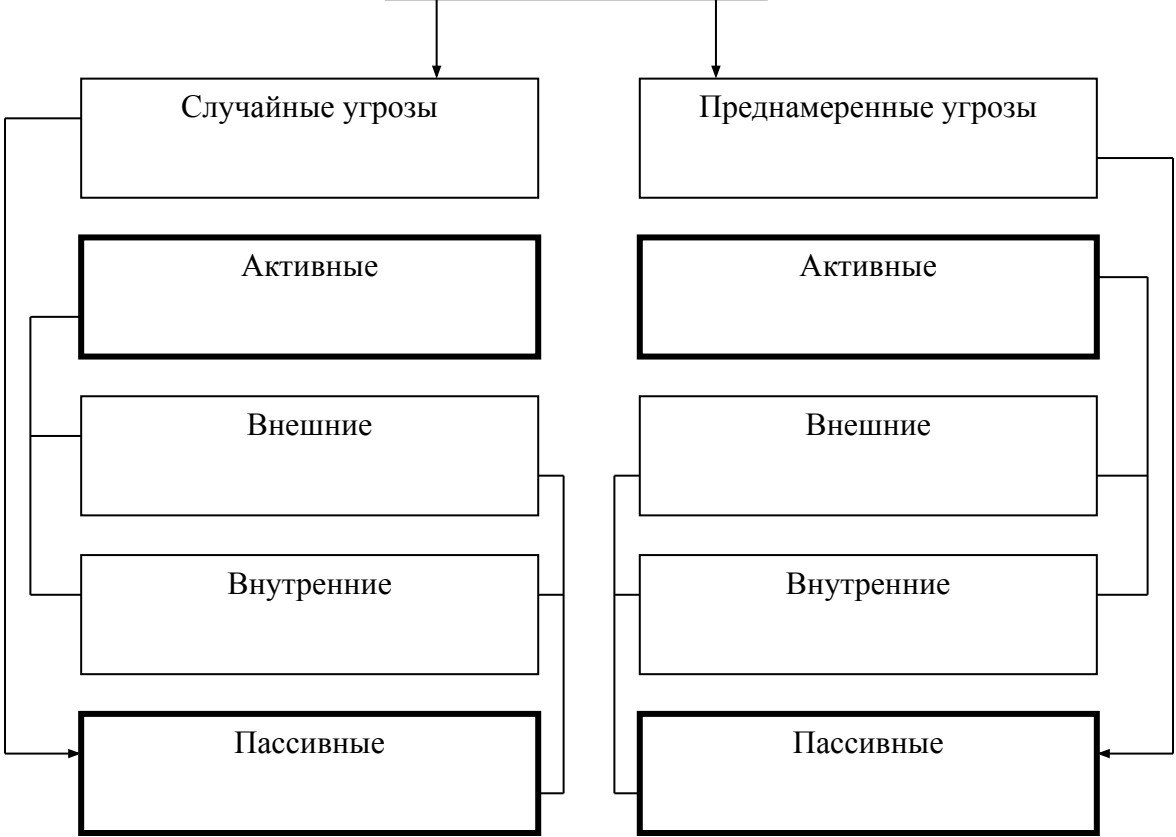 Случайные угрозы
Преднамеренные угрозы
Активные
Активные
Внешние
Внешние
Внутренние
Внутренние
Пассивные
Пассивные